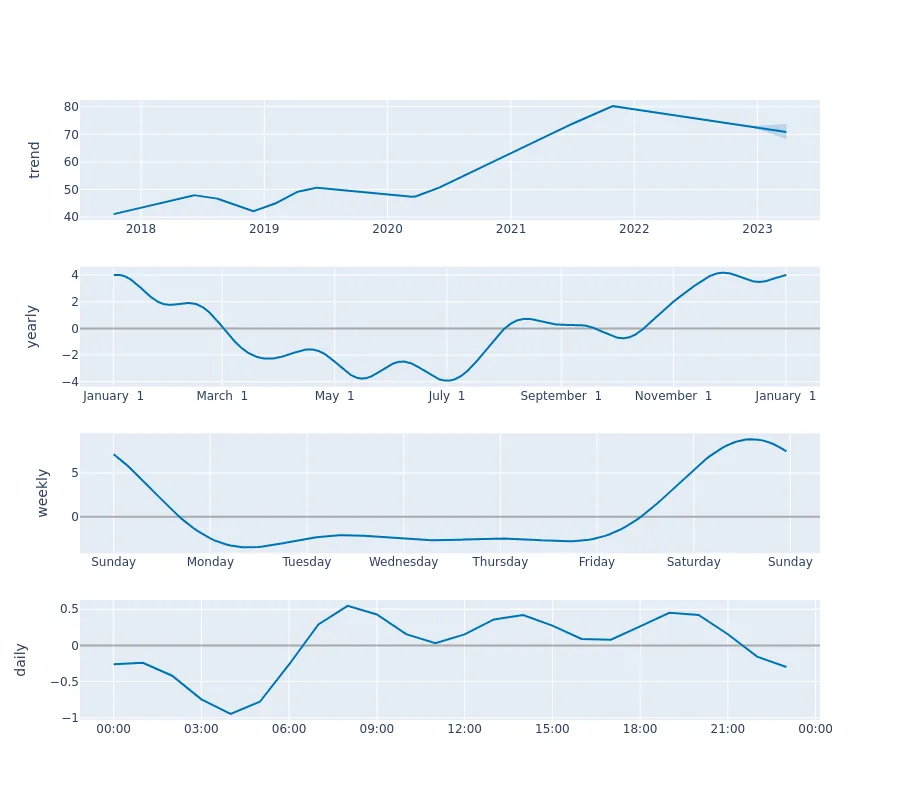 trend
80
70
60
50
40
2018 2019 2020 2021 2022 2023
yearly
4
2
0
−2
−4
January 1 March 1 May 1 July 1 September 1 November 1 January 1
weekly
5
0
Sunday Monday Tuesday Wednesday Thursday Friday Saturday Sunday
daily
0.5
0
−0.5
−1
00:00 03:00 06:00 09:00 12:00 15:00 18:00 21:00 00:00